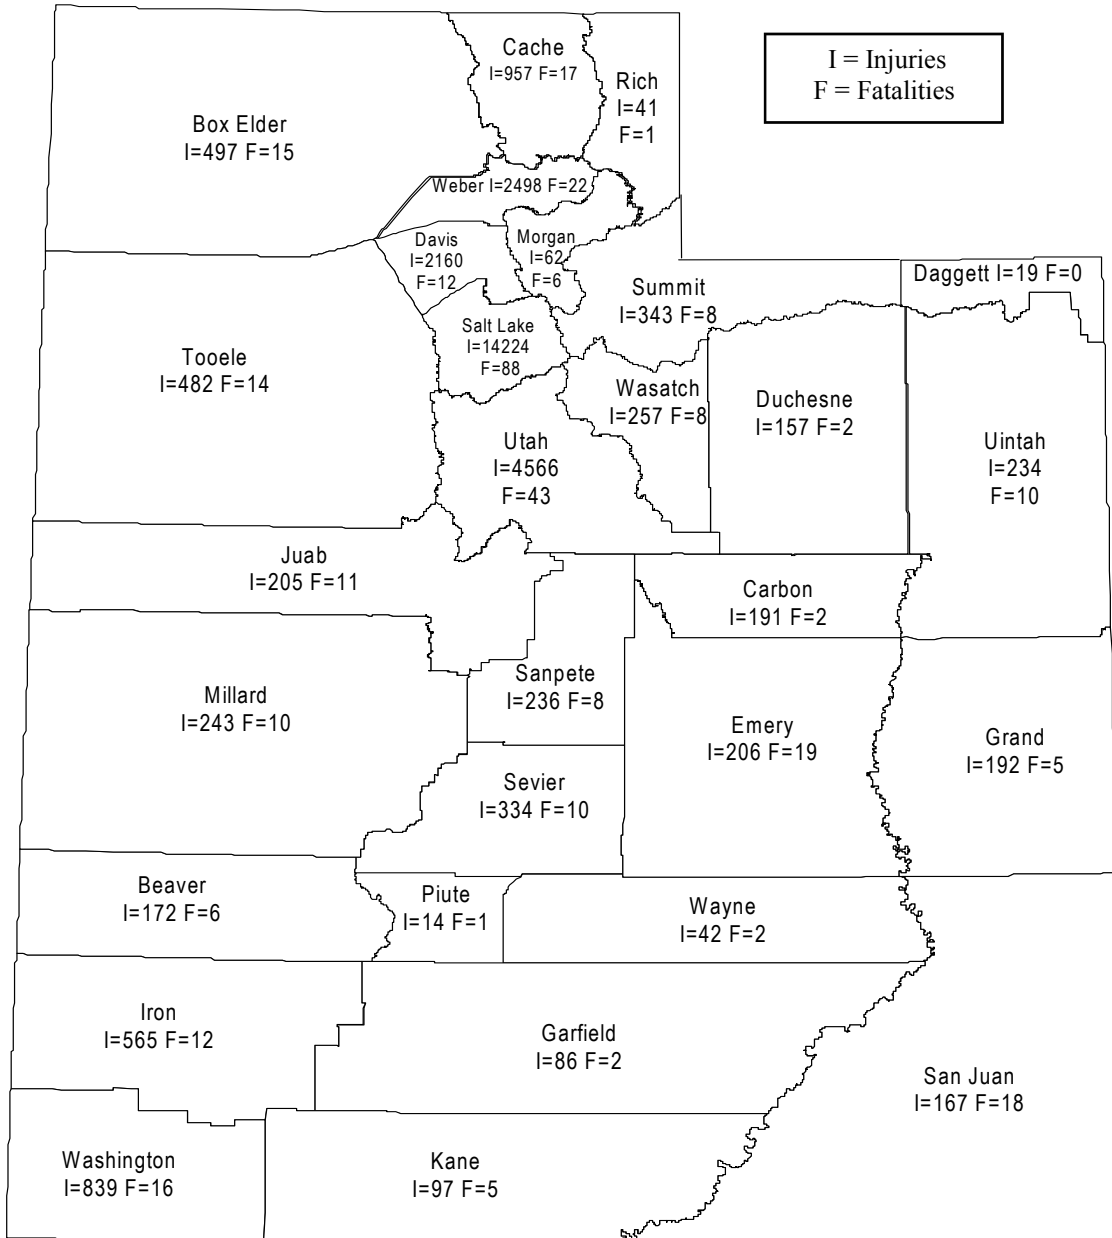 I = Injuries
F = Fatalities
Cache
I=957 F=17
Rich
I=41
F=1
Box Elder
I=497 F=15
Weber I=2498 F=22
Davis
I=2160
F=12
Morgan
I=62
F=6
Summit
I=343 F=8
Daggett I=19 F=0
Salt Lake
I=14224
F=88
Tooele
I=482 F=14
Wasatch
I=257 F=8
Duchesne
I=157 F=2
Uintah
I=234
F=10
Utah
I=4566
F=43
Juab
I=205 F=11
Carbon
I=191 F=2
Sanpete
I=236 F=8
Millard
I=243 F=10
Emery
I=206 F=19
Grand
I=192 F=5
Sevier
I=334 F=10
Beaver
I=172 F=6
Piute
I=14 F=1
Wayne
I=42 F=2
Iron
I=565 F=12
Garfield
I=86 F=2
San Juan
I=167 F=18
Washington
I=839 F=16
Kane
I=97 F=5